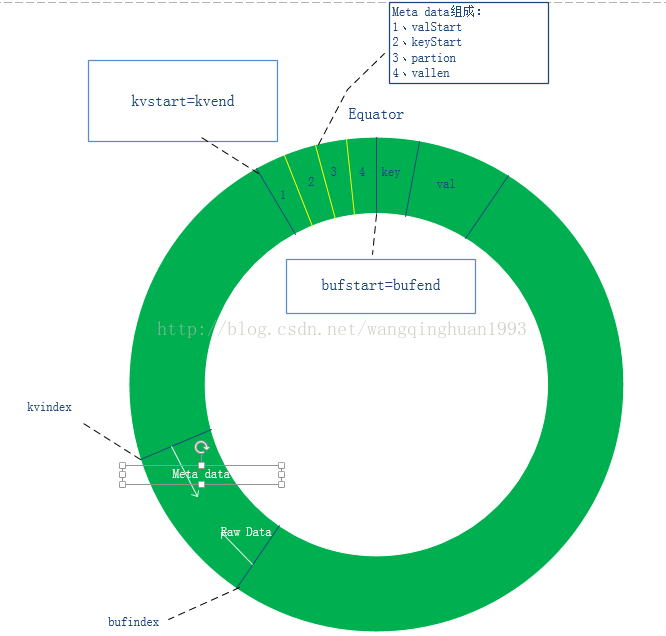 Meta data组成：
1、valStart
2、keyStart
3、partion
4、vallen
kvstart=kvend
Equator
1
2
3
4
key
val
bufstart=bufend
http://blog.csdn.net/wangqinghuan1993
kvindex
Meta data
Raw Data
bufindex